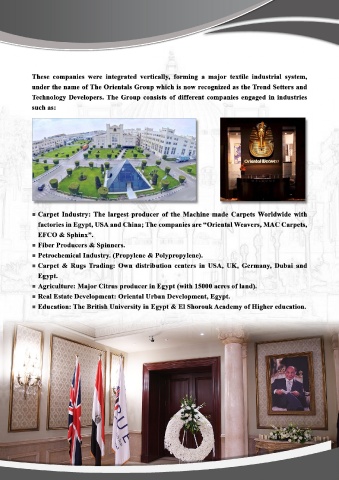 These companies were integrated vertically, forming a major textile industrial system,
under the name of The Orientals Group which is now recognized as the Trend Setters and
Technology Developers. The Group consists of different companies engaged in industries
such as:
Oriental Weavers
■ Carpet Industry: The largest producer of the Machine made Carpets Worldwide with
factories in Egypt, USA and China; The companies are "Oriental Weavers, MAC Carpets,
EFCO & Sphinx".
■ Fiber Producers & Spinners.
■ Petrochemical Industry. (Propylene & Polypropylene).
■ Carpet & Rugs Trading: Own distribution centers in USA, UK, Germany, Dubai and
Egypt.
■ Agriculture: Major Citrus producer in Egypt (with 15000 acres of land).
■ Real Estate Development: Oriental Urban Development, Egypt.
■ Education: The British University in Egypt & El Shorouk Academy of Higher education.
BUE